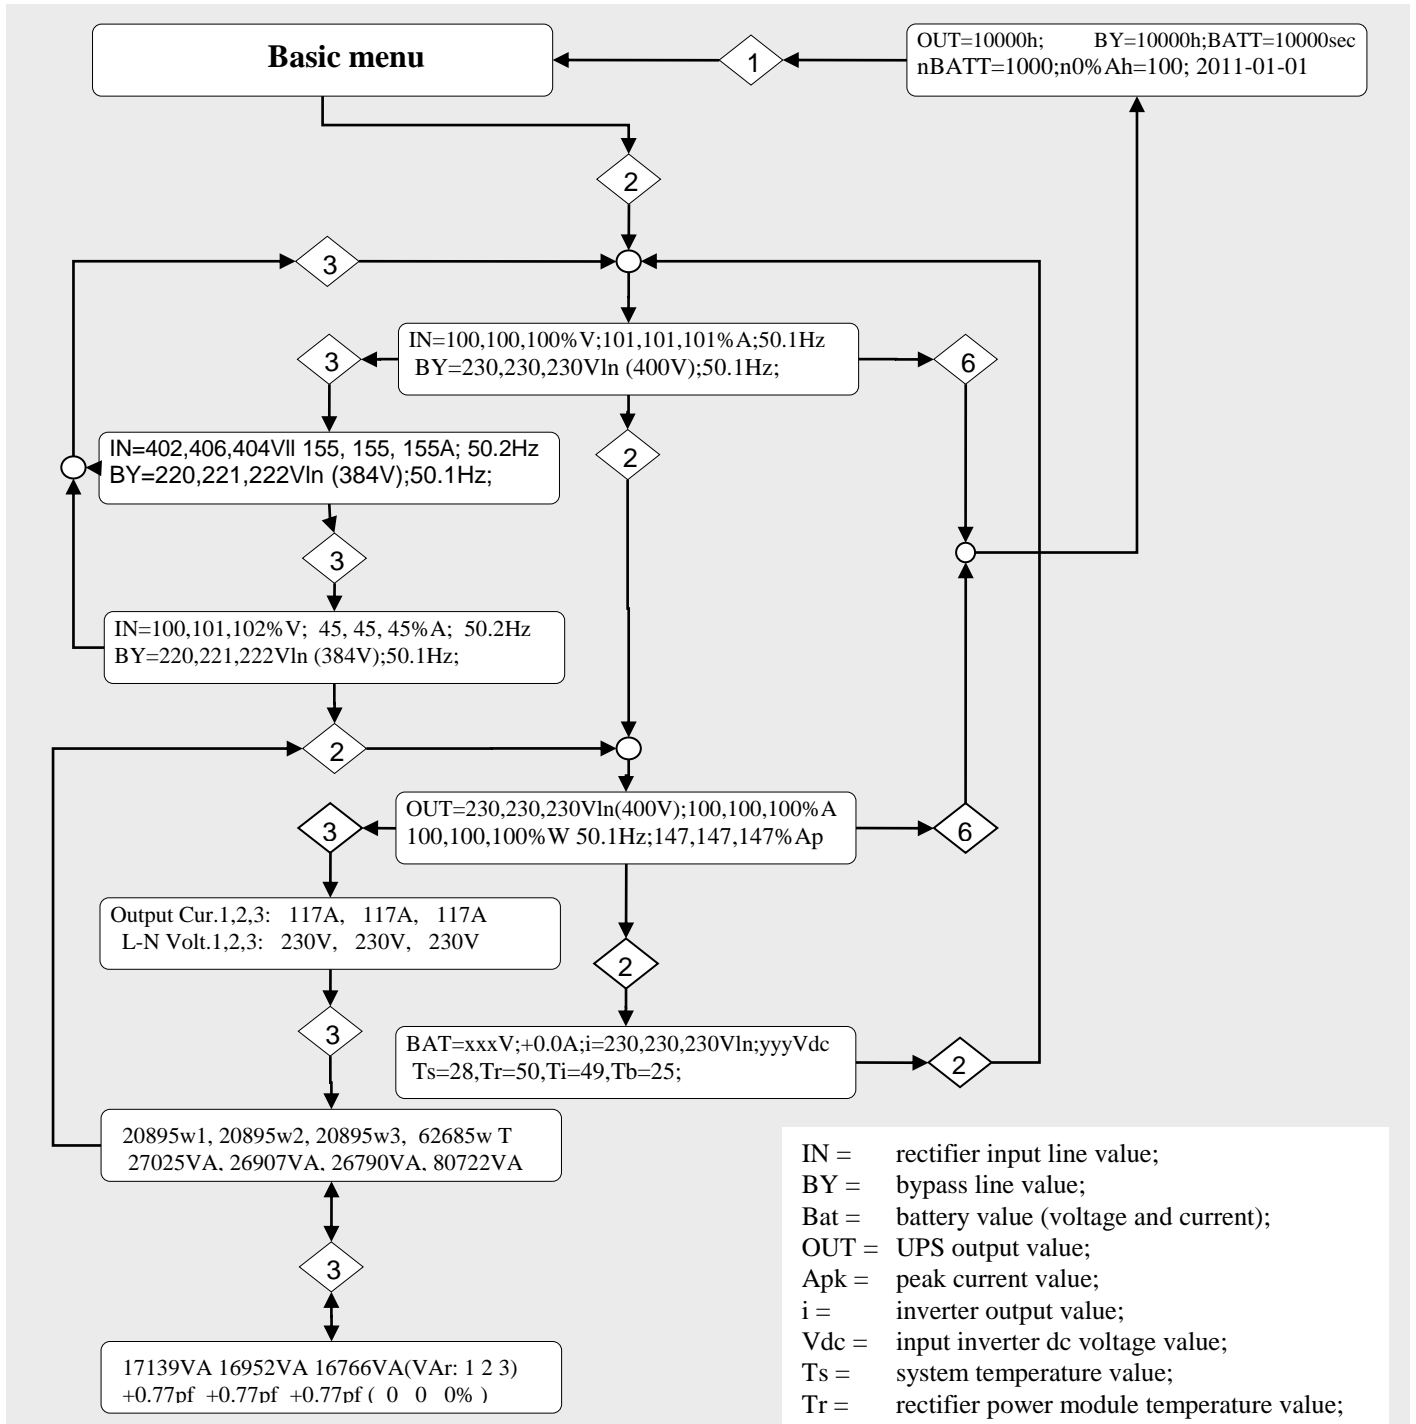 Basic menu
1
OUT=10000h; BY=10000h;BATT=10000sec
nBATT=1000;n0%Ah=100; 2011-01-01
2
3
IN=100,100,100%V;101,101,101%A;50.1Hz
BY=230,230,230Vln (400V);50.1Hz;
3
6
IN=402,406,404Vll 155, 155, 155A; 50.2Hz
BY=220,221,222Vln (384V);50.1Hz;
2
3
IN=100,101,102%V; 45, 45, 45%A; 50.2Hz
BY=220,221,222Vln (384V);50.1Hz;
2
OUT=230,230,230Vln(400V);100,100,100%A
100,100,100%W 50.1Hz;147,147,147%Ap
3
6
Output Cur.1,2,3: 117A, 117A, 117A
L-N Volt.1,2,3: 230V, 230V, 230V
2
3
BAT=xxxV;+0.0A;i=230,230,230Vln;yyyVdc
Ts=28,Tr=50,Ti=49,Tb=25;
2
20895w1, 20895w2, 20895w3, 62685w T
27025VA, 26907VA, 26790VA, 80722VA
3
17139VA 16952VA 16766VA(VAr: 1 2 3)
+0.77pf +0.77pf +0.77pf ( 0 0 0% )
IN = rectifier input line value;
BY = bypass line value;
Bat = battery value (voltage and current);
OUT = UPS output value;
Apk = peak current value;
i = inverter output value;
Vdc = input inverter dc voltage value;
Ts = system temperature value;
Tr = rectifier power module temperature value;